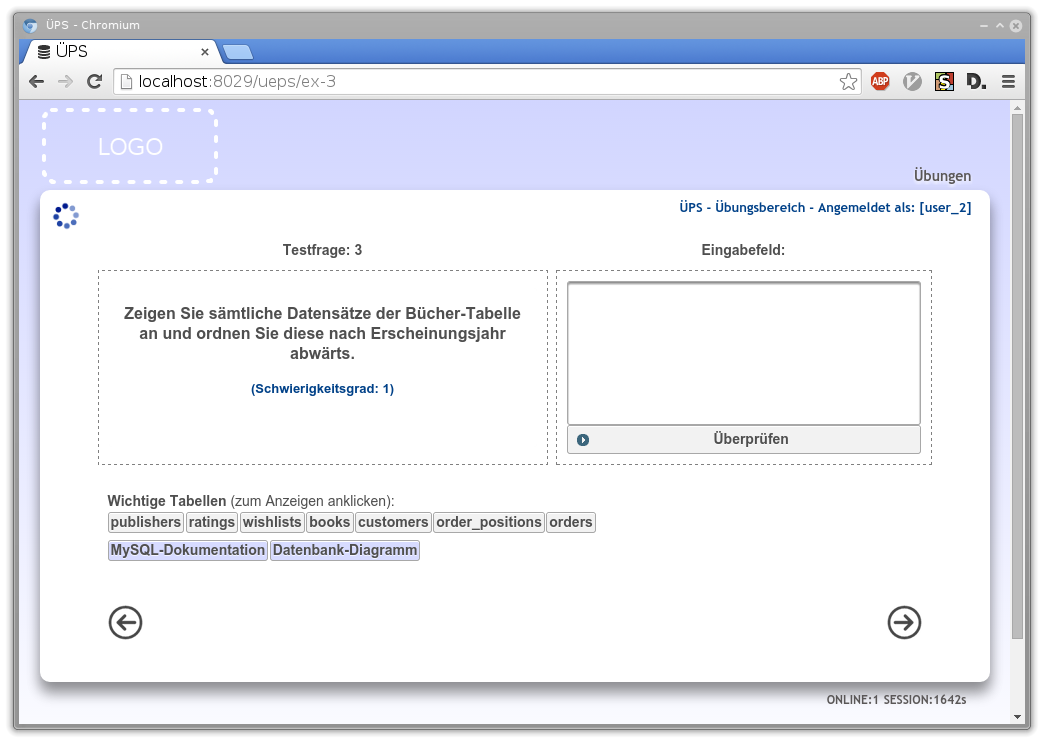 ÜPS - Chromium
ÜPS
localhost:8029/ueps/ex-3
ABP
S
D.
LOGO
Übungen
ÜPS - Übungsbereich - Angemeldet als: [user_2]
Testfrage: 3
Eingabefeld:
Zeigen Sie sämtliche Datensätze der Bücher-Tabelle
an und ordnen Sie diese nach Erscheinungsjahr
abwärts.
(Schwierigkeitsgrad: 1)
Überprüfen
Wichtige Tabellen (zum Anzeigen anklicken):
publishers ratings wishlists books customers order_positions orders
MySQL-Dokumentation Datenbank-Diagramm
ONLINE:1 SESSION:1642s